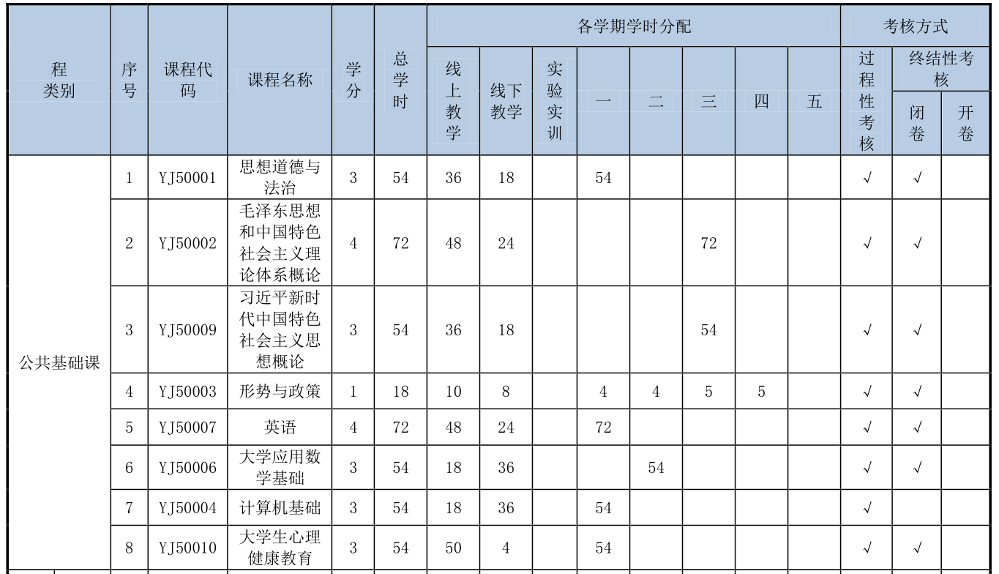 各学期学时分配 考核方式
程
类别
序
号
课程代
码
课程名称
学
分
总
学
时
线
上
教
学
线下
教学
实
验
实
训
一 二 三 四 五
过
程
性
考
核
终结性考
核
闭
卷
开
卷
公共基础课
1 YJ50001 思想道德与
法治 3 54 36 18 54 √ √
2 YJ50002 毛泽东思想
和中国特色
社会主义理
论体系概论 4 72 48 24 72 √ √
3 YJ50009 习近平新时
代中国特色
社会主义思
想概论 3 54 36 18 54 √ √
4 YJ50003 形势与政策 1 18 10 8 4 4 5 5 √ √
5 YJ50007 英语 4 72 48 24 72 √ √
6 YJ50006 大学应用数
学基础 3 54 18 36 54 √ √
7 YJ50004 计算机基础 3 54 18 36 54 √
8 YJ50010 大学生心理
健康教育 3 54 50 4 54 √ √